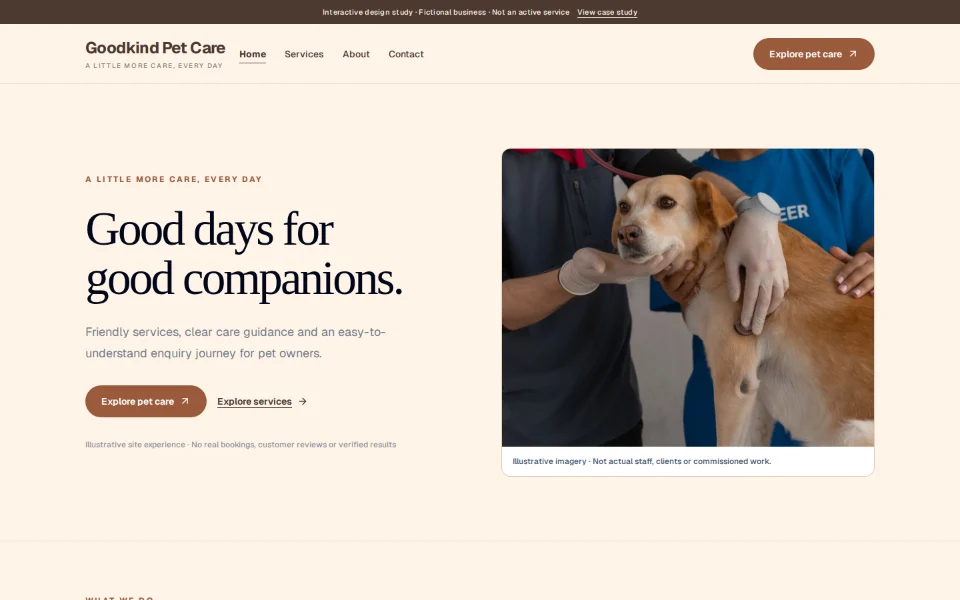 Interactive design study · Fictional business · Not an active service View case study
Goodkind Pet Care
A LITTLE MORE CARE, EVERY DAY
Home Services About Contact
Explore pet care
A LITTLE MORE CARE, EVERY DAY
Good days for
good companions.
Friendly services, clear care guidance and an easy-to-
understand enquiry journey for pet owners.
Explore pet care
Explore services
Illustrative site experience · No real bookings, customer reviews or verified results
EER
Illustrative imagery · Not actual staff, clients or commissioned work.
WHAT WE DO